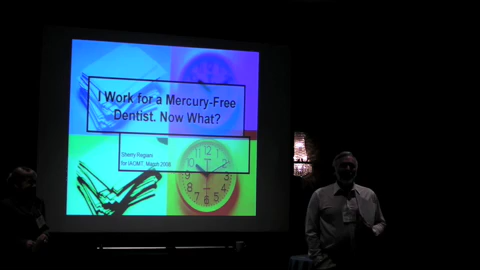 I Work for a Mercury-Free
Dentist. Now What?
Sherry Rogers
for IAOMT, March 2008